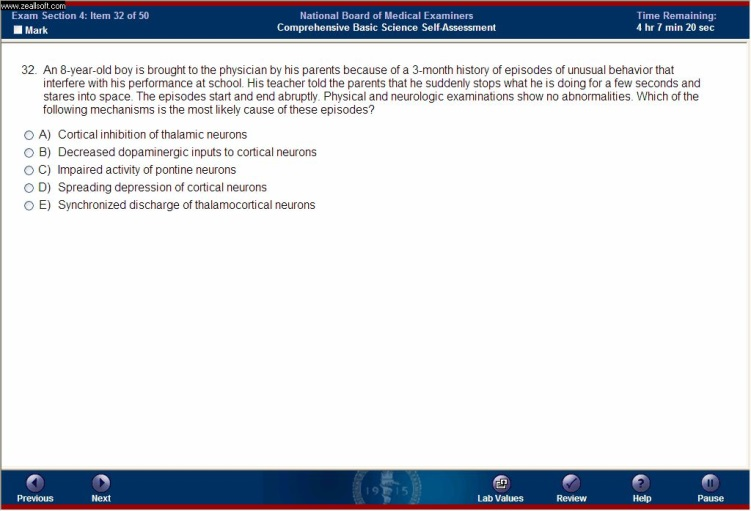 www.zeallsoft.com
Exam Section 4: Item 32 of 50
National Board of Medical Examiners
Time Remaining:
Mark
Comprehensive Basic Science Self-Assessment
4 hr 7 min 20 sec
32. An 8-year-old boy is brought to the physician by his parents because of a 3-month history of episodes of unusual behavior that
interfere with his performance at school. His teacher told the parents that he suddenly stops what he is doing for a few seconds and
stares into space. The episodes start and end abruptly. Physical and neurologic examinations show no abnormalities. Which of the
following mechanisms is the most likely cause of these episodes?
A) Cortical inhibition of thalamic neurons
B) Decreased dopaminergic inputs to cortical neurons
C) Impaired activity of pontine neurons
D) Spreading depression of cortical neurons
E) Synchronized discharge of thalamocortical neurons
1915
Previous
Next
Lab Values
Review
Help
Pause